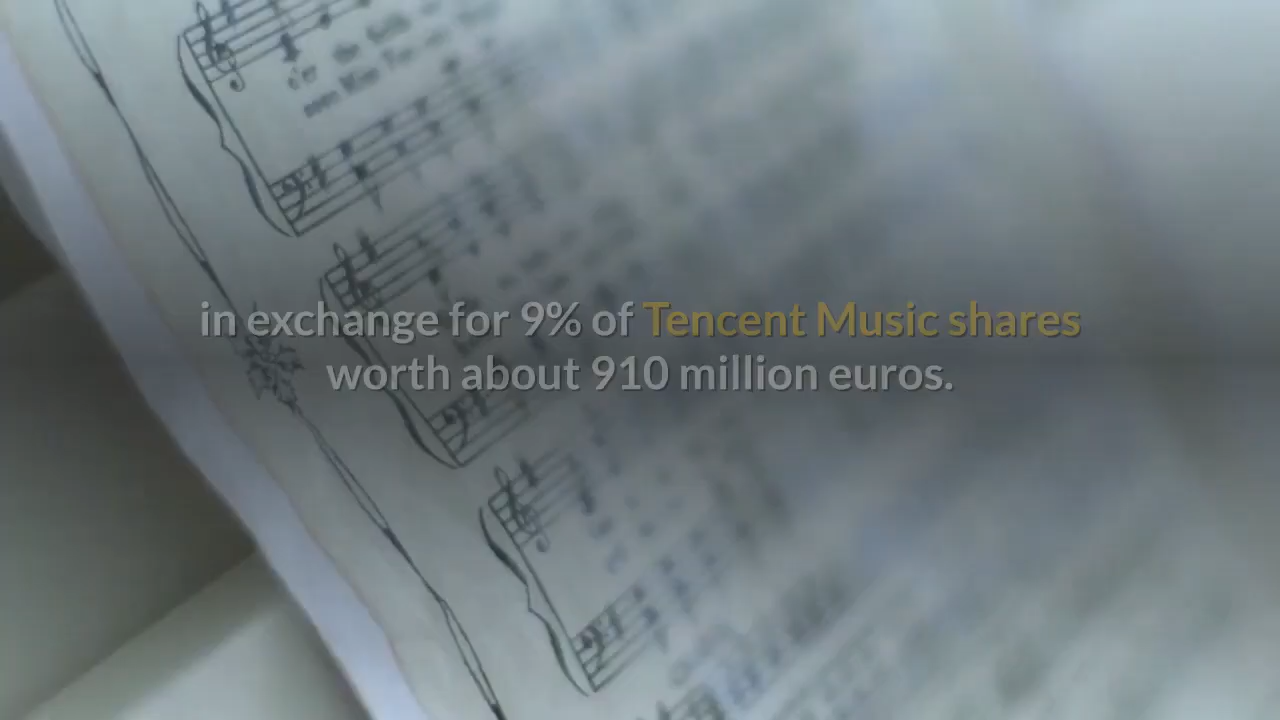 in exchange for 9% of Tencent Music shares
worth about 910 million euros.